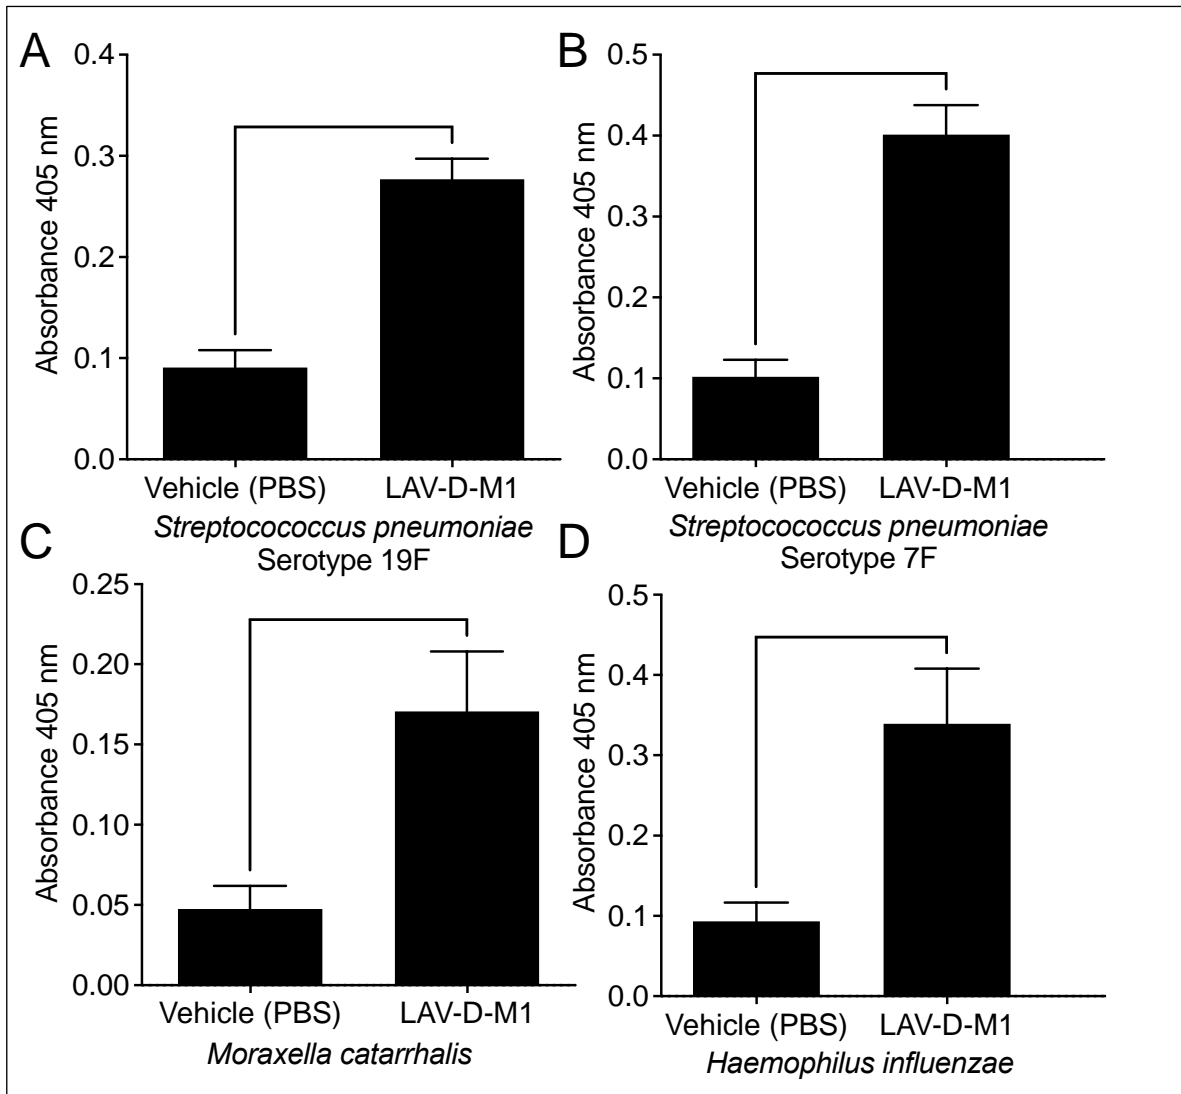 A
Absorbance 405 nm
0.4
0.3
0.2
0.1
0.0
Vehicle (PBS) LAV-D-M1
Streptocococcus pneumoniae
Serotype 19F
B
Absorbance 405 nm
0.5
0.4
0.3
0.2
0.1
0.0
Vehicle (PBS) LAV-D-M1
Streptocococcus pneumoniae
Serotype 7F
C
Absorbance 405 nm
0.25
0.20
0.15
0.10
0.05
0.00
Vehicle (PBS) LAV-D-M1
Moraxella catarrhalis
D
Absorbance 405 nm
0.5
0.4
0.3
0.2
0.1
0.0
Vehicle (PBS) LAV-D-M1
Haemophilus influenzae